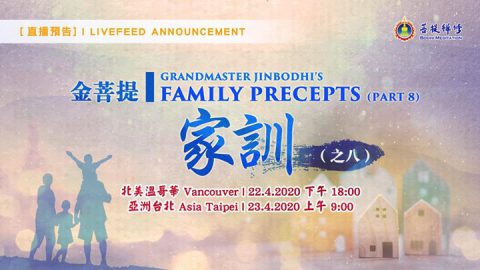 [ 直播預告] I LIVEFEED ANNOUNCEMENT
菩提禪修
BODHI MEDITATION
金菩提
GRANDMASTER JINBODHI'S
FAMILY PRECEPTS (PART 8)
家訓
(之八)
北美溫哥華 Vancouver | 22.4.2020 下午 18:00
亞洲台北 Asia Taipei | 23.4.2020 上午 9:00